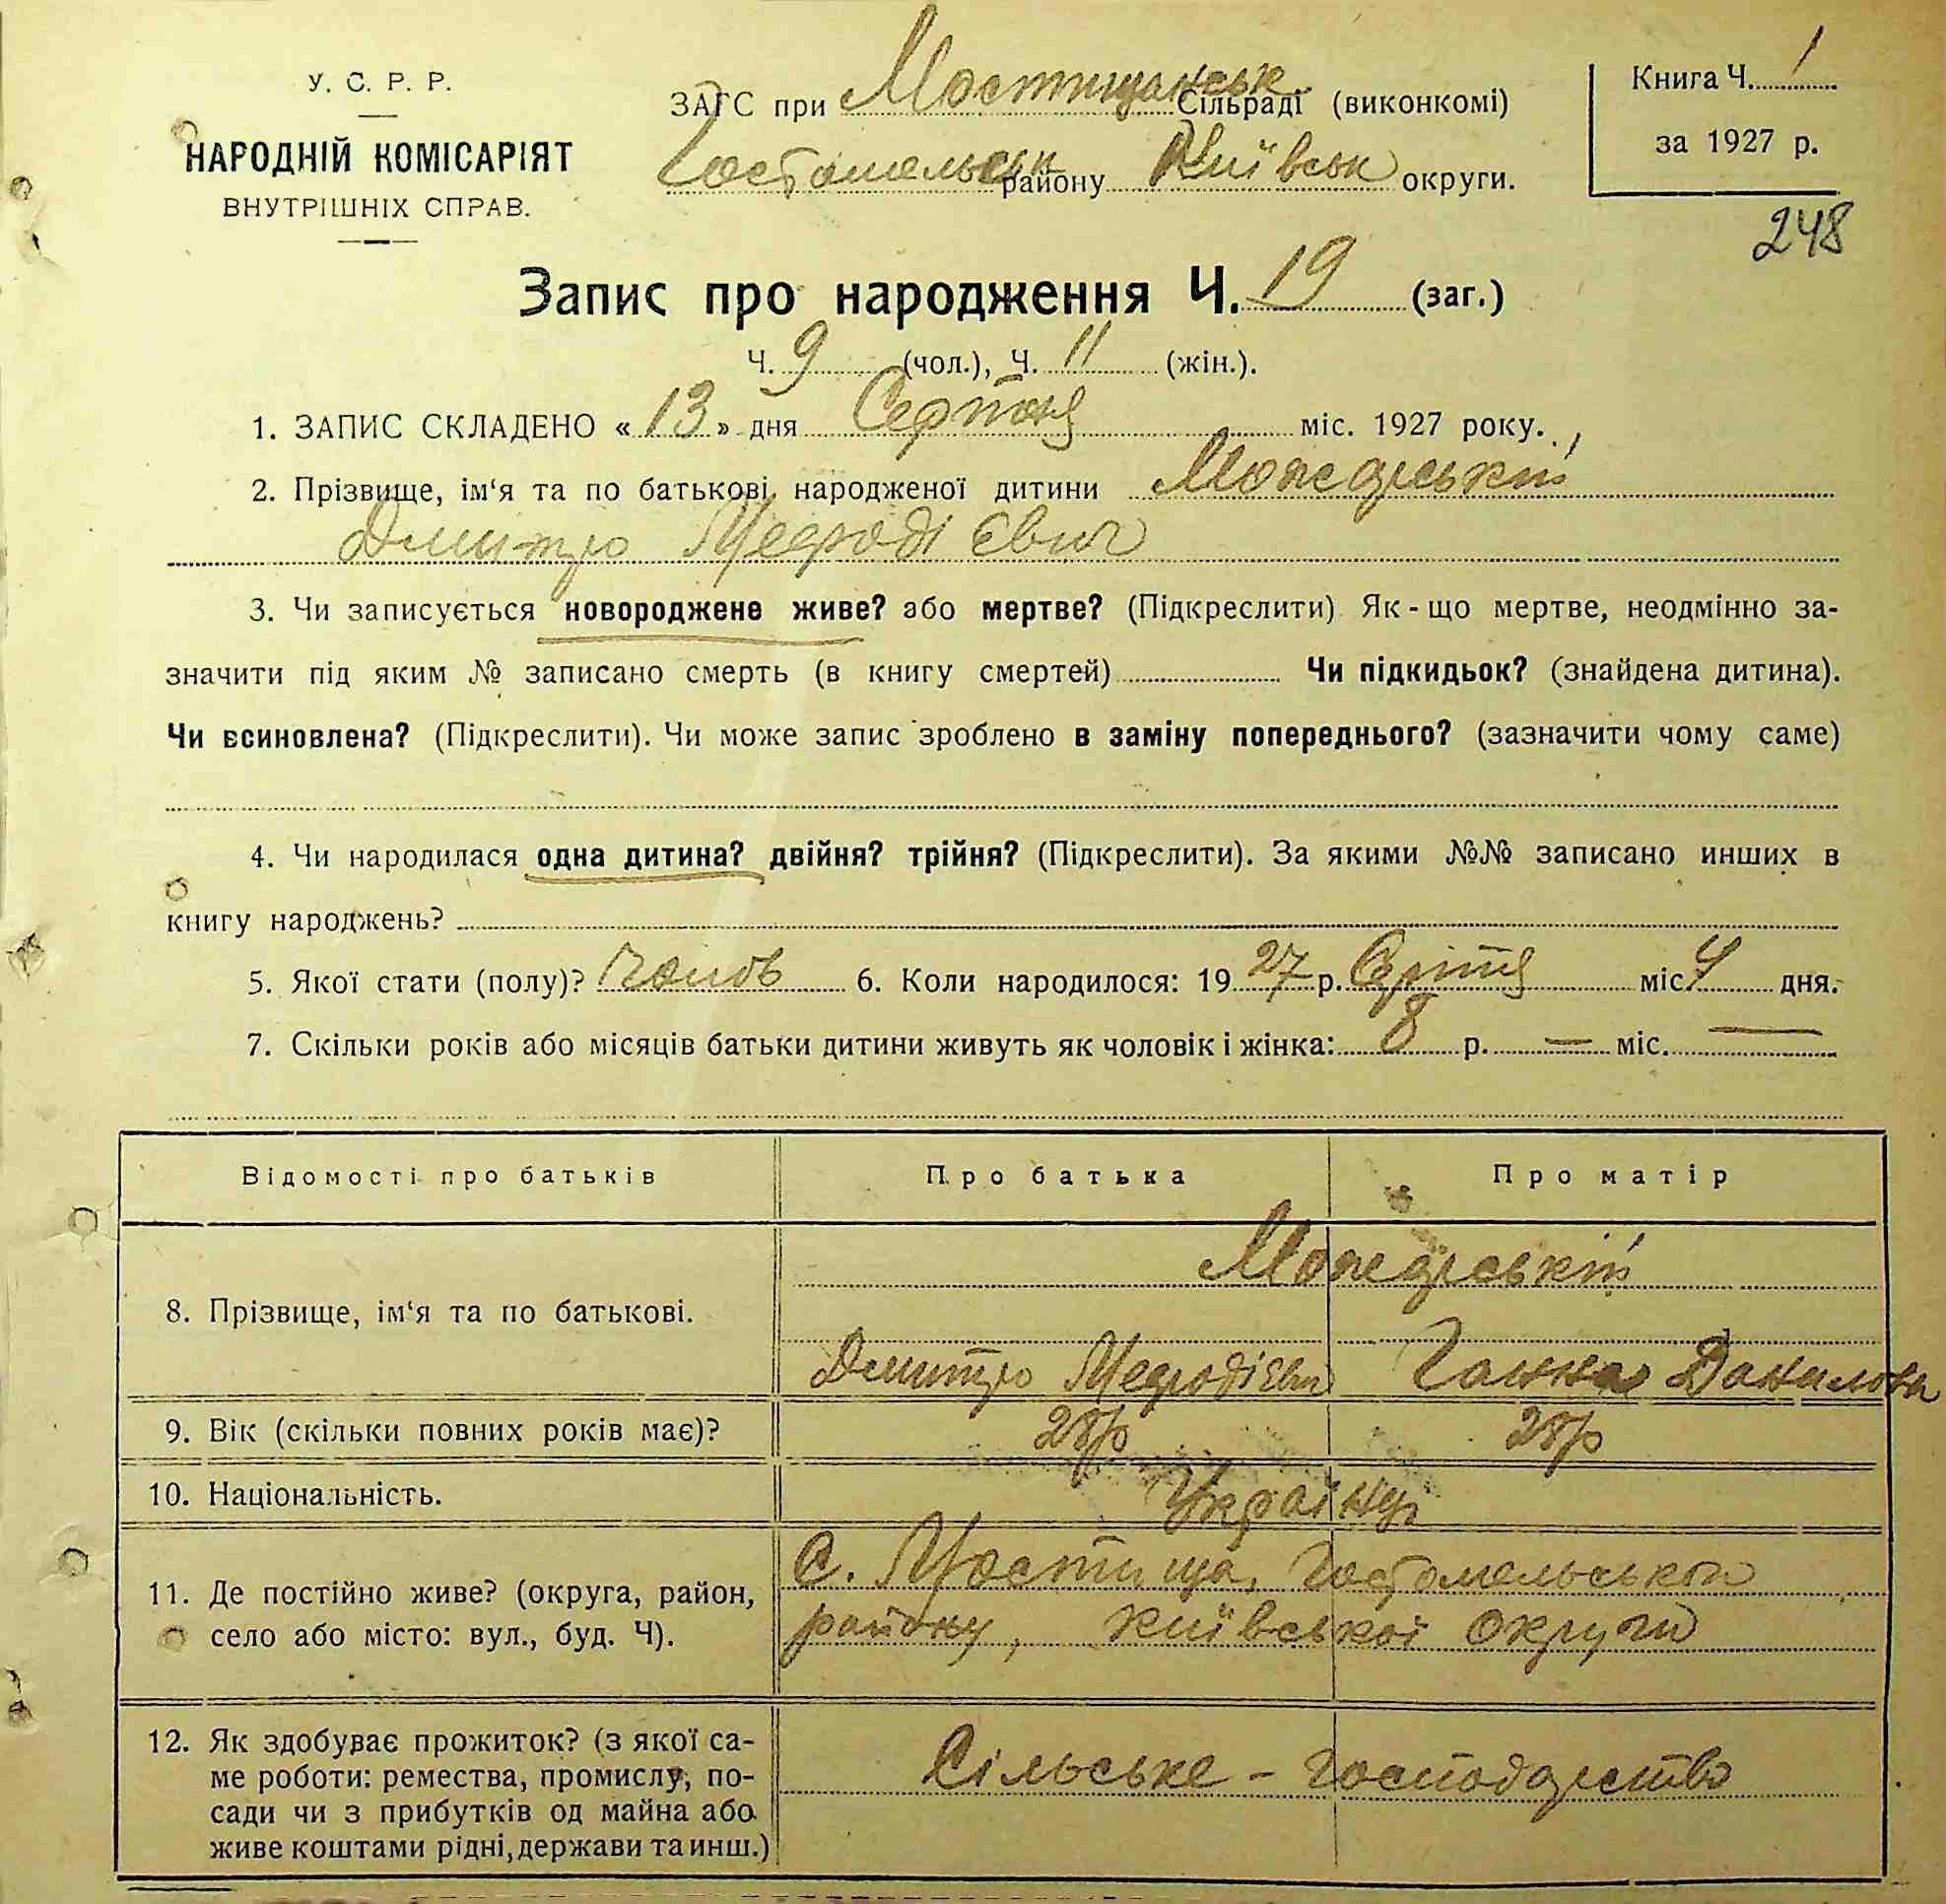 У. С. Р. Р.
НАРОДНІЙ КОМІСАРІЯТ
ВНУТРІШНІХ СПРАВ.
ЗАГС при Мостищанськ Сільраді (виконкомі)
Гостомельськ району Київськ округи.
Книга Ч. 1
за 1927 р.
248
Запис про народження Ч. 19 (заг.)
Ч. 9 (чол.), Ч. 11 (жін.).
1. ЗАПИС СКЛАДЕНО «13» дня Серпня міс. 1927 року.
2. Прізвище, ім‘я та по батькові народженої дитини
Дмитро Мефодієвич
3. Чи записується новороджене живе? або мертве? (Підкреслити) Як-що мертве, неодмінно за-
значити під яким № записано смерть (в книгу смертей) Чи підкидьок? (знайдена дитина).
Чи всиновлена? (Підкреслити). Чи може запис зроблено в заміну попереднього? (зазначити чому саме)
4. Чи народилася одна дитина? двійня? трійня? (Підкреслити). За якими №№ записано инших в
книгу народжень?
5. Якої стати (полу)? Чолов 6. Коли народилося: 1927 р. Серпня міс. 4 дня.
7. Скільки років або місяців батьки дитини живуть як чоловік і жінка: 8 р. — міс. —
Відомості про батьків Про батька Про матір
8. Прізвище, ім‘я та по батькові.
Дмитро Мефодієвич Ганна Данилова
9. Вік (скільки повних років має)? 28 р 28 р
10. Національність. Українці
11. Де постійно живе? (округа, район,
село або місто: вул., буд. Ч).
С. Мостища, Гостомельського
району, Київської округи
12. Як здобуває прожиток? (з якої са-
ме роботи: ремества, промислу, по-
сади чи з прибутків од майна або
живе коштами рідні, держави та инш.)
Сільське - господарство